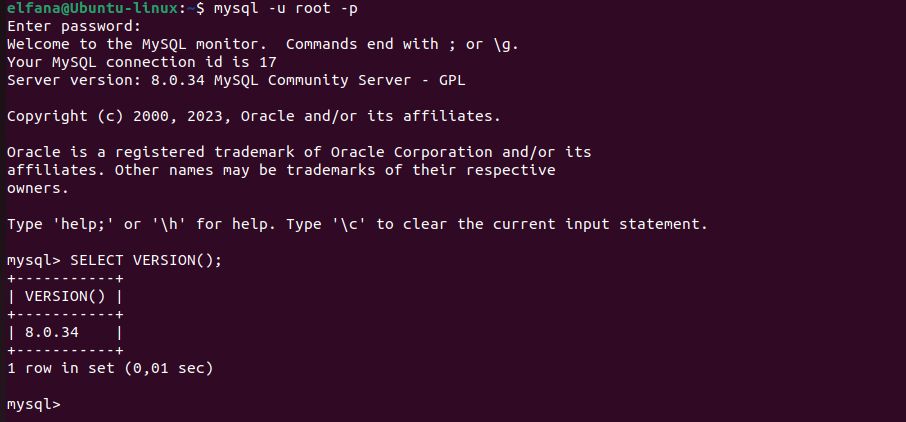 elfana@Ubuntu-linux:~$ mysql -u root -p
Enter password:
Welcome to the MySQL monitor.  Commands end with ; or \g.
Your MySQL connection id is 17
Server version: 8.0.34 MySQL Community Server - GPL
Copyright (c) 2000, 2023, Oracle and/or its affiliates.
Oracle is a registered trademark of Oracle Corporation and/or its
affiliates. Other names may be trademarks of their respective
owners.
Type 'help;' or '\h' for help. Type '\c' to clear the current input statement.
mysql> SELECT VERSION();
+-----------+
| VERSION() |
+-----------+
| 8.0.34    |
+-----------+
1 row in set (0,01 sec)
mysql>